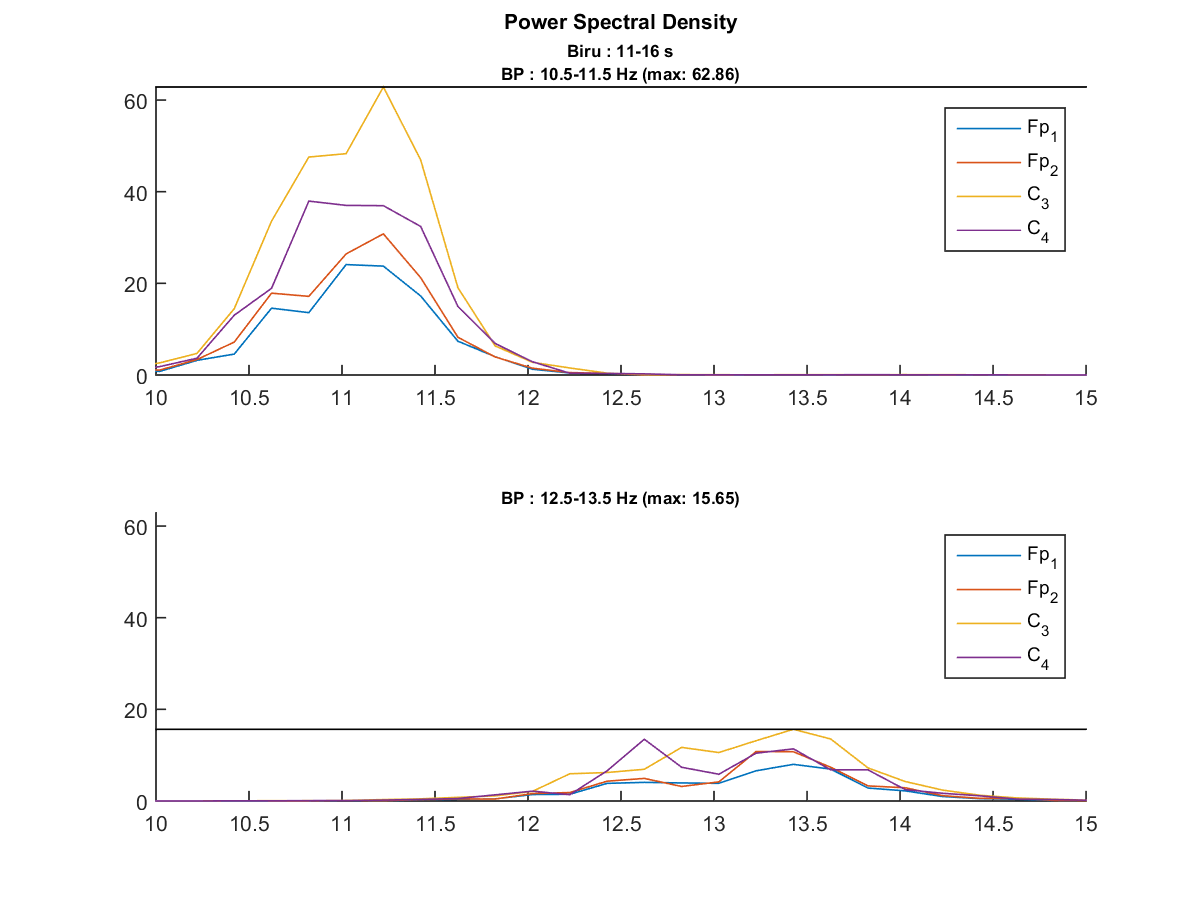 Power Spectral Density
Biru : 11-16 s
BP : 10.5-11.5 Hz (max: 62.86)
60
40
20
0
10 10.5 11 11.5 12 12.5 13 13.5 14 14.5 15
Fp1
Fp2
C3
C4
BP : 12.5-13.5 Hz (max: 15.65)
60
40
20
0
10 10.5 11 11.5 12 12.5 13 13.5 14 14.5 15
Fp1
Fp2
C3
C4